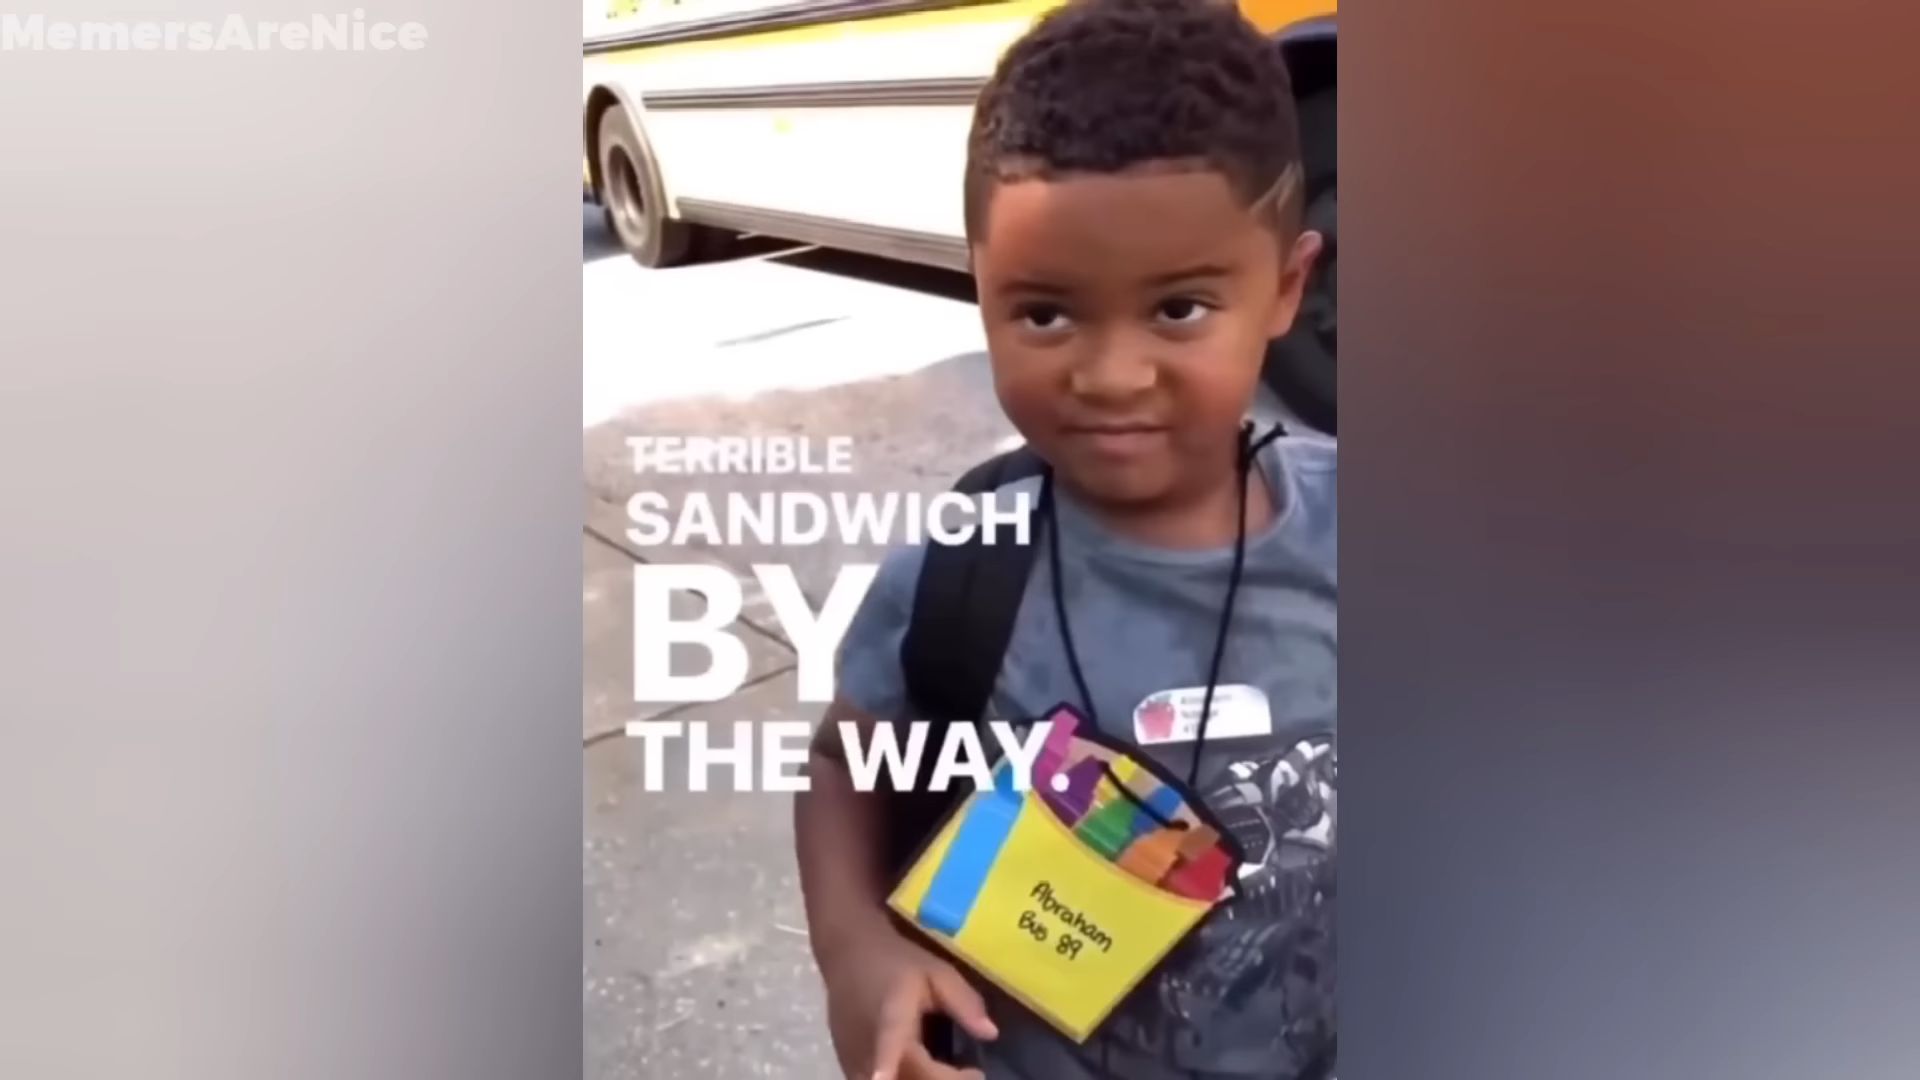 MemersAreNice
TERRIBLE
SANDWICH
BY
THE WAY.
Abraham
Bus 89